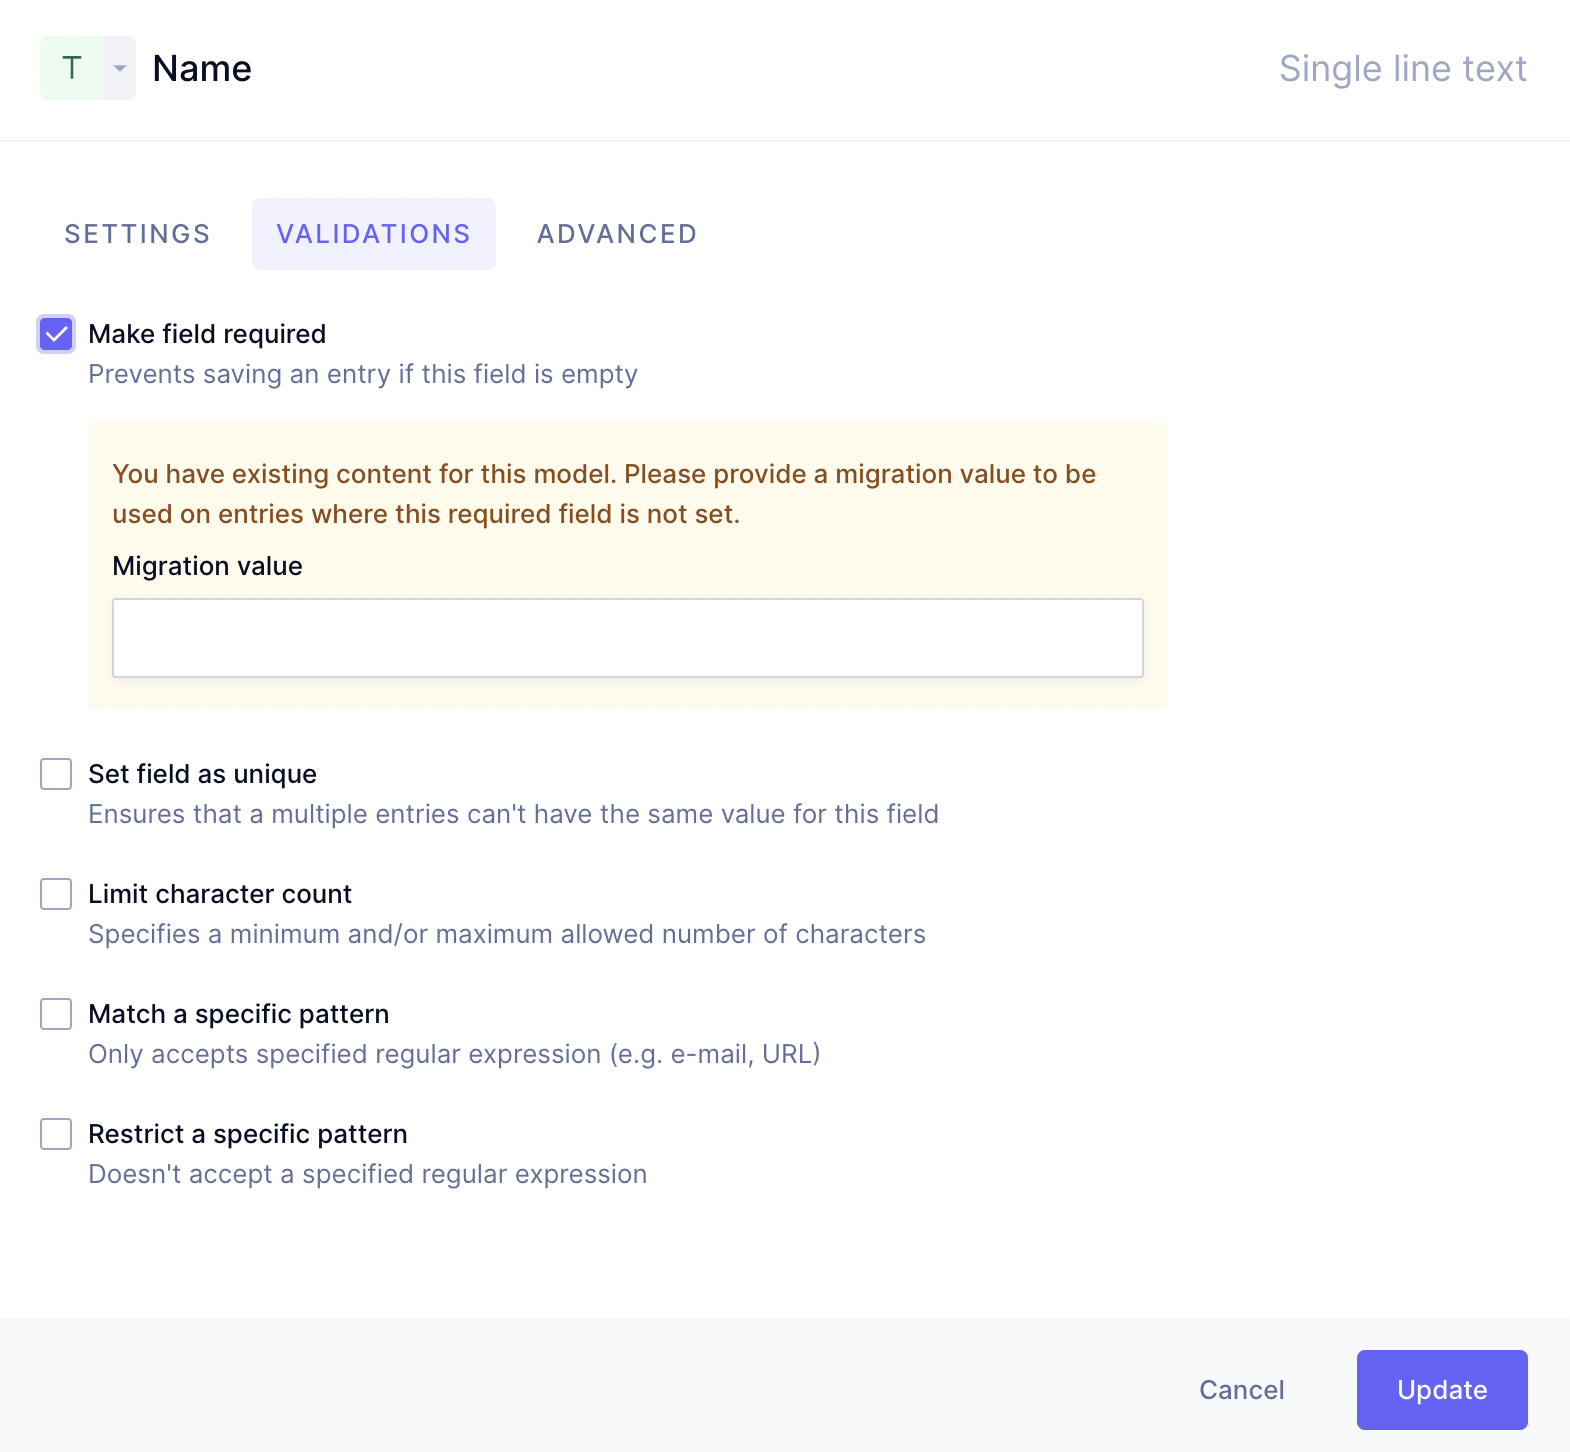 T
Name
Single line text
SETTINGS
VALIDATIONS
ADVANCED
Make field required
Prevents saving an entry if this field is empty
You have existing content for this model. Please provide a migration value to be
used on entries where this required field is not set.
Migration value
Set field as unique
Ensures that a multiple entries can't have the same value for this field
Limit character count
Specifies a minimum and/or maximum allowed number of characters
Match a specific pattern
Only accepts specified regular expression (e.g. e-mail, URL)
Restrict a specific pattern
Doesn't accept a specified regular expression
Cancel
Update